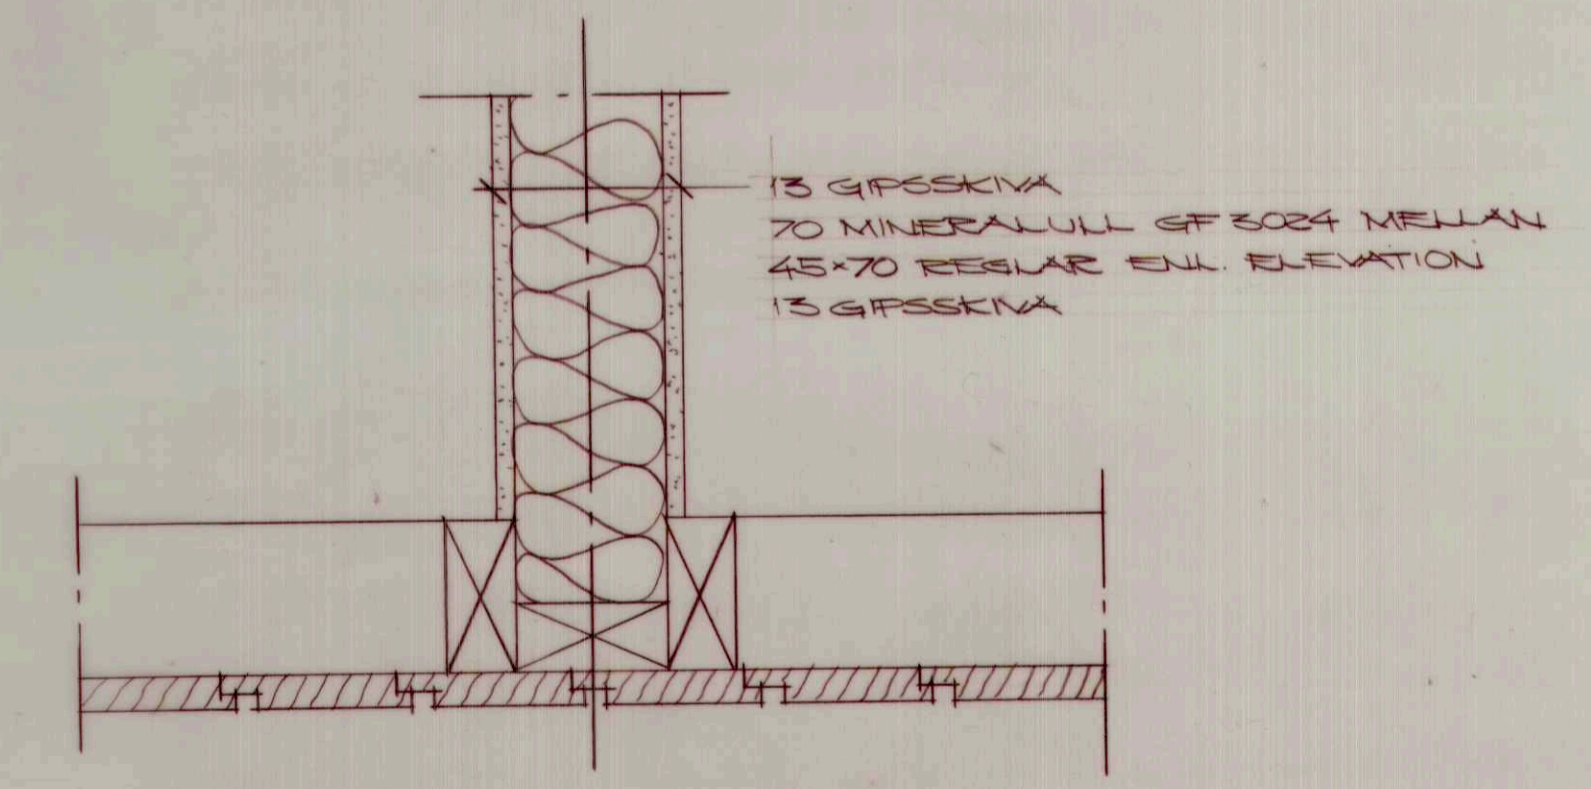 13 GIPSSKIVA
70 MINERALULL GF 3024 MELLAN
45×70 REGLAR ENL. ELEVATION
13 GIPSSKIVA